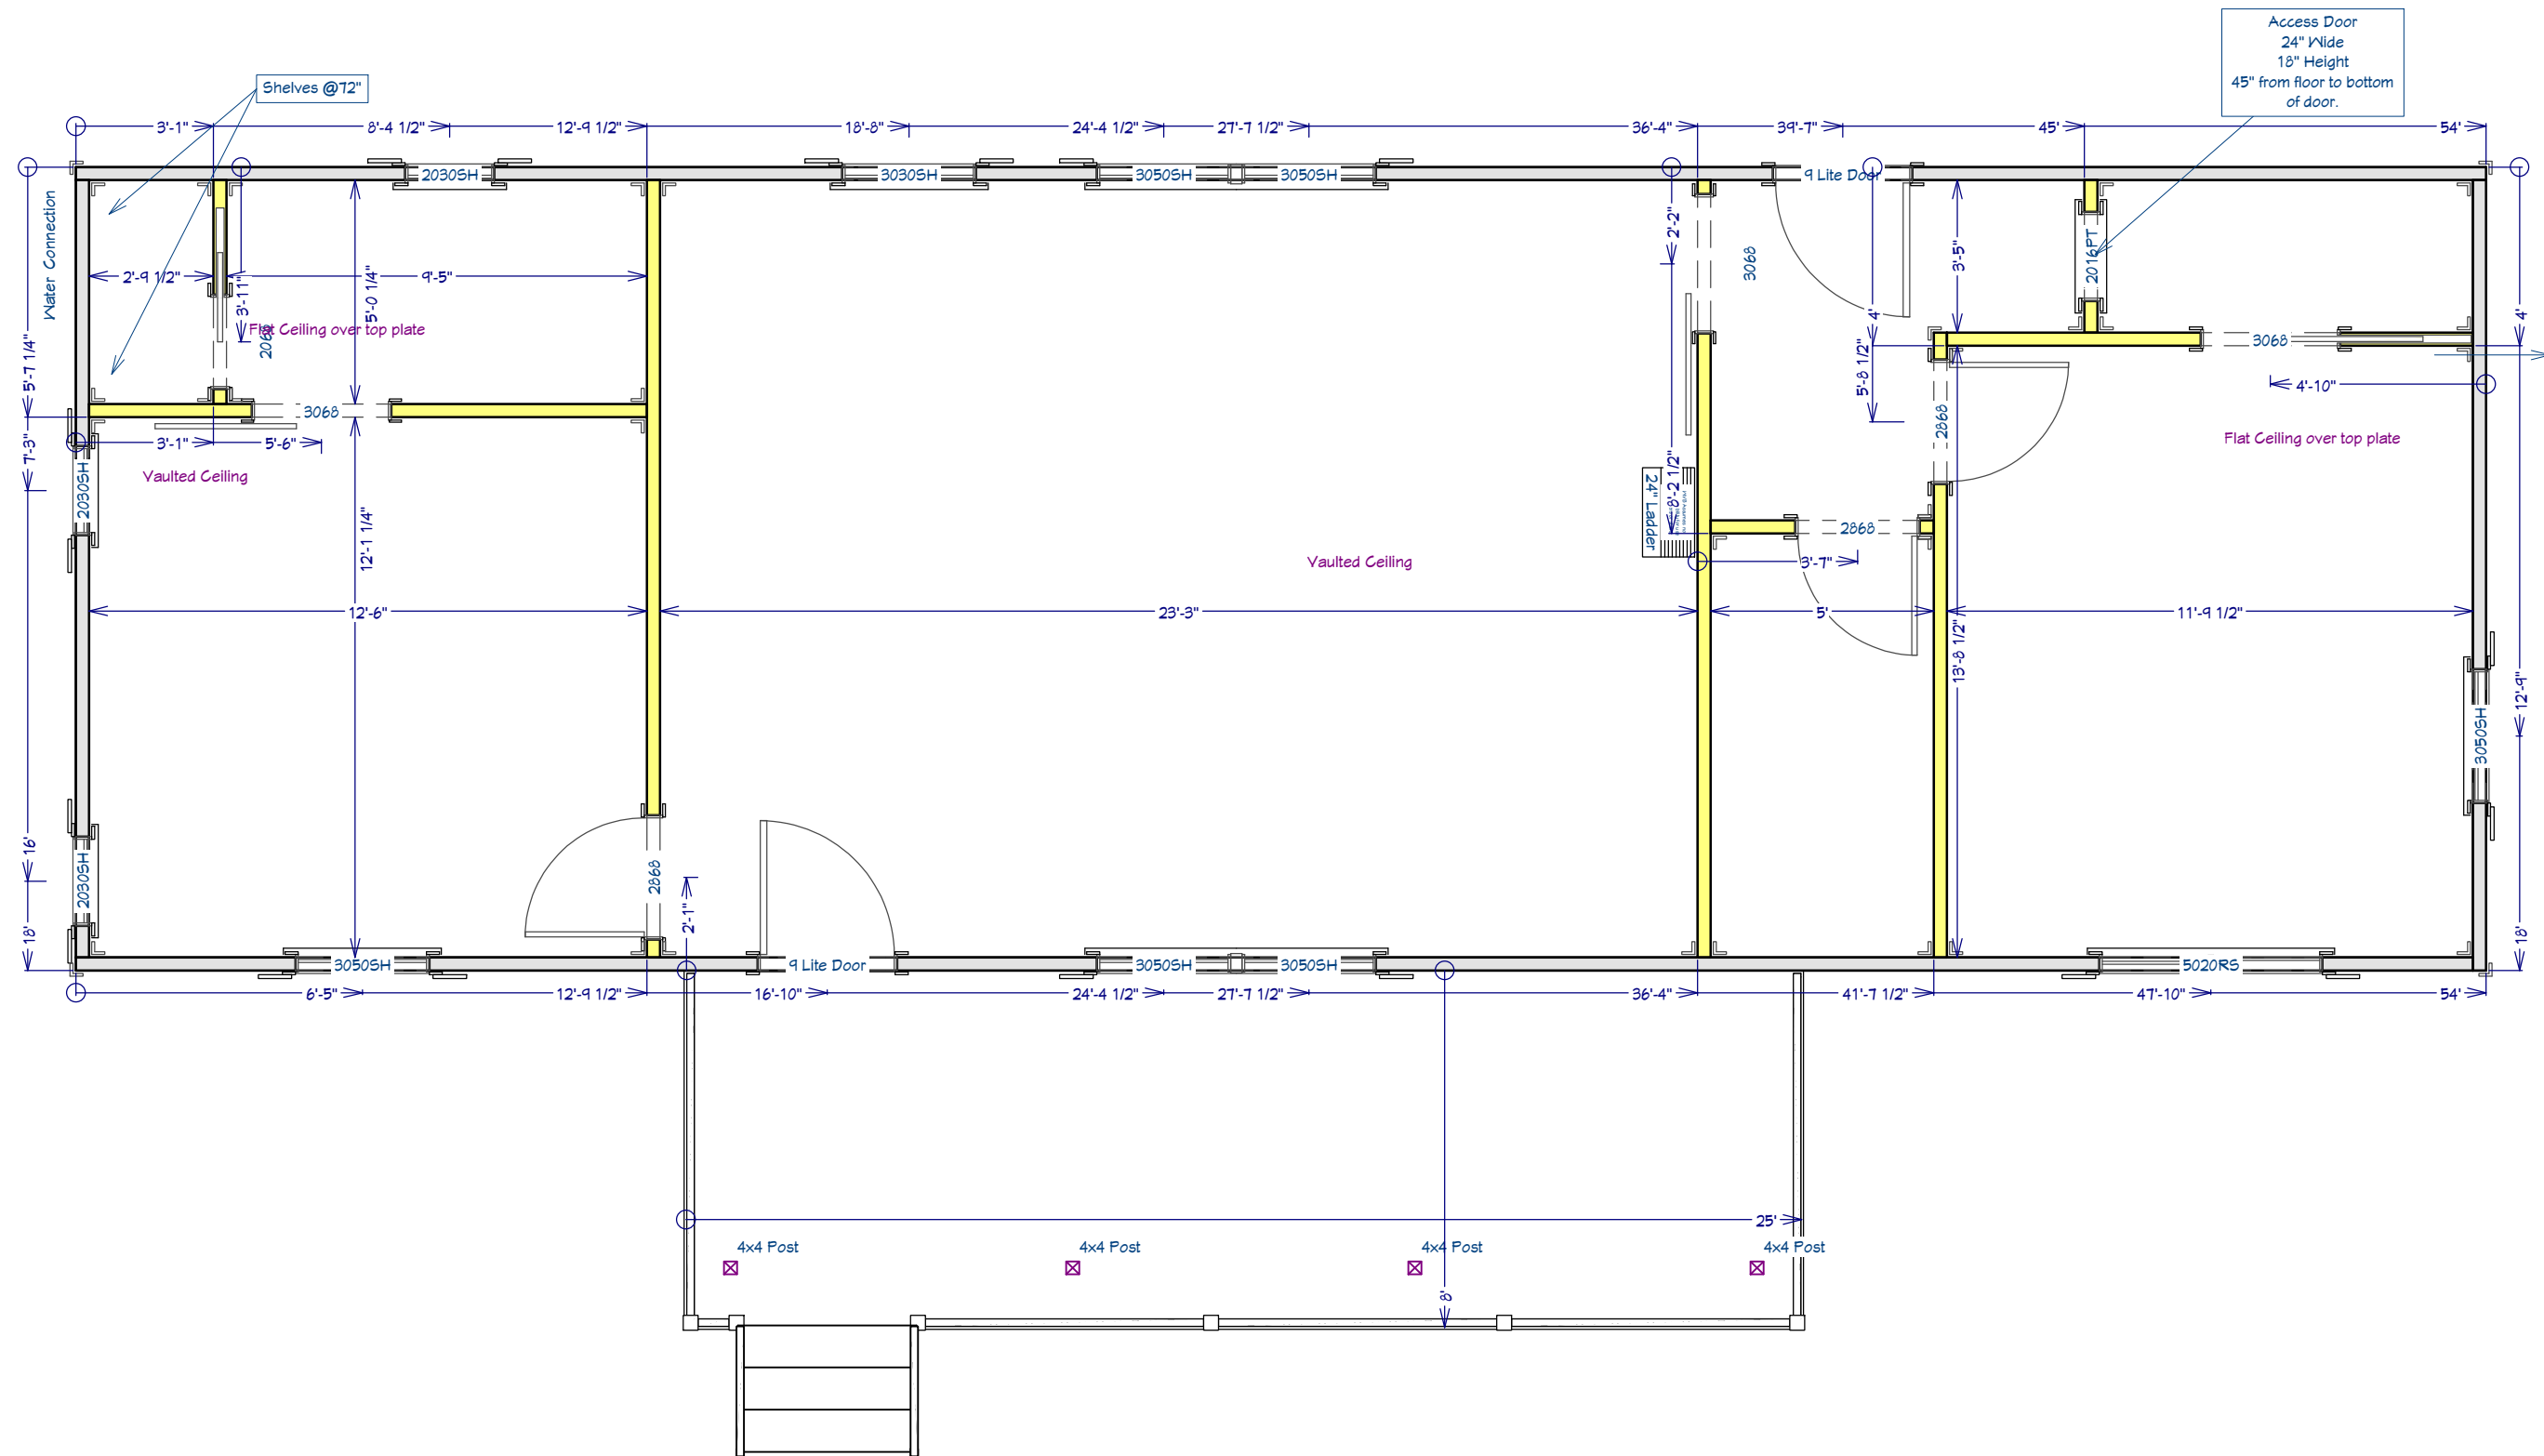 Access Door
24" Wide
18" Height
45" from floor to bottom
of door.
Shelves @72"
3'-1"
8'-4 1/2"
12'-9 1/2"
18'-8"
24'-4 1/2"
27'-7 1/2"
36'-4"
39'-7"
45'
54'
2030SH
3030SH
3050SH
3050SH
9 Lite Door
Water Connection
2'-9 1/2"
9'-5"
3'-11"
5'-0 1/4"
2'-2"
3068
3'-5"
2016PT
4'
4'
5'-7 1/4"
Flat Ceiling over top plate
2068
3068
5'-8 1/2"
4'-10"
3068
3'-1"
5'-6"
7'-3"
2868
Flat Ceiling over top plate
Vaulted Ceiling
2030SH
12'-1 1/4"
24" Ladder
8'-2 1/2"
2868
Vaulted Ceiling
3'-7"
12'-6"
23'-3"
5'
11'-9 1/2"
13'-8 1/2"
12'-9"
3050SH
16'
2030SH
2868
2'-1"
18'
18'
3050SH
9 Lite Door
3050SH
3050SH
5020RS
6'-5"
12'-9 1/2"
16'-10"
24'-4 1/2"
27'-7 1/2"
36'-4"
41'-7 1/2"
47'-10"
54'
25'
4x4 Post
4x4 Post
4x4 Post
4x4 Post
8'